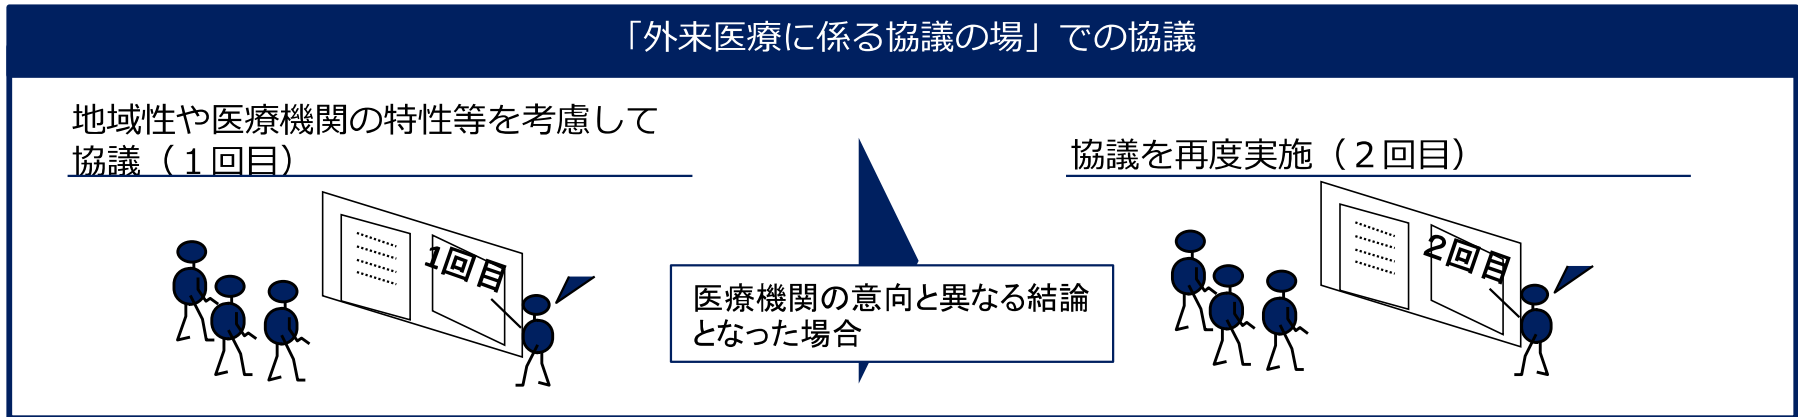 「外来医療に係る協議の場」での協議
地域性や医療機関の特性等を考慮して
協議（１回目）
1回目
医療機関の意向と異なる結論
となった場合
協議を再度実施（２回目）
2回目